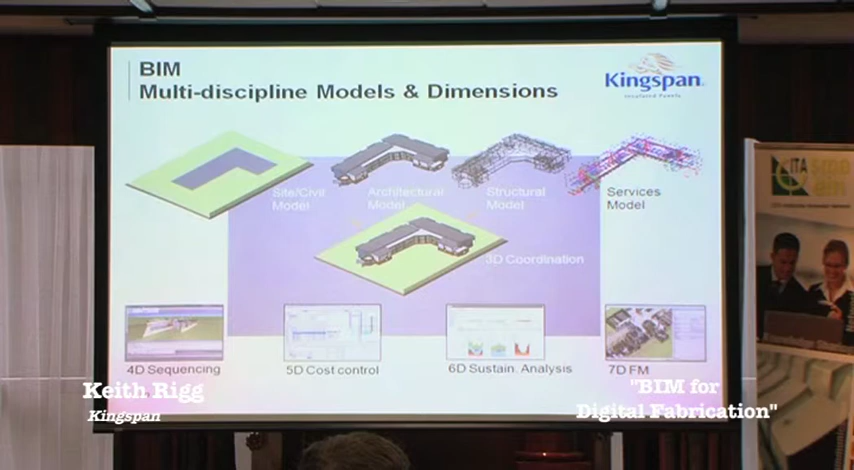 BIM
Multi-discipline Models & Dimensions
Kingspan
Insulated Panels
Site/Civil
Model
Architectural
Model
Structural
Model
Services
Model
3D Coordination
4D Sequencing
5D Cost control
6D Sustain. Analysis
7D FM
CITA
Keith Rigg
Kingspan
"BIM for
Digital Fabrication"